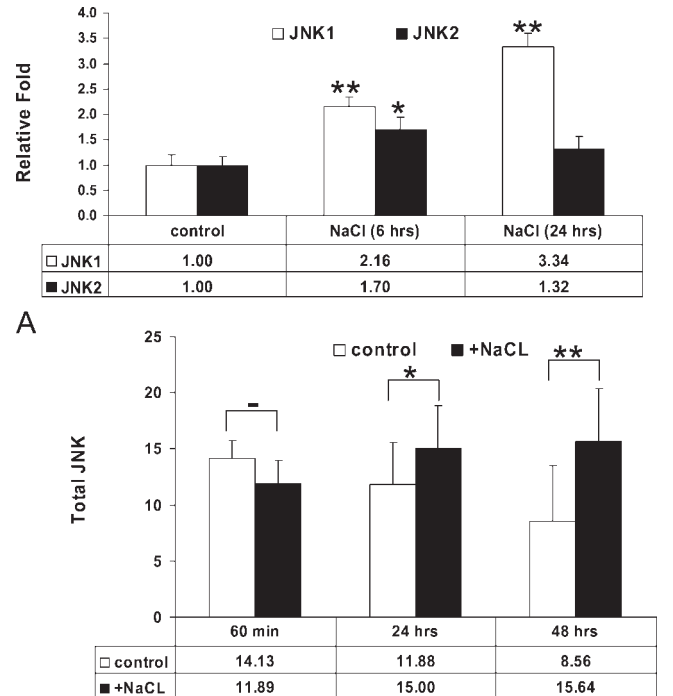 4.0
3.5
3.0
2.5
2.0
1.5
1.0
0.5
0.0
Relative Fold
JNK1 JNK2
** * **
control NaCl (6 hrs) NaCl (24 hrs)
JNK1 1.00 2.16 3.34
JNK2 1.00 1.70 1.32
A
25
20
15
10
5
0
Total JNK
control +NaCL
- * **
60 min 24 hrs 48 hrs
control 14.13 11.88 8.56
+NaCL 11.89 15.00 15.64